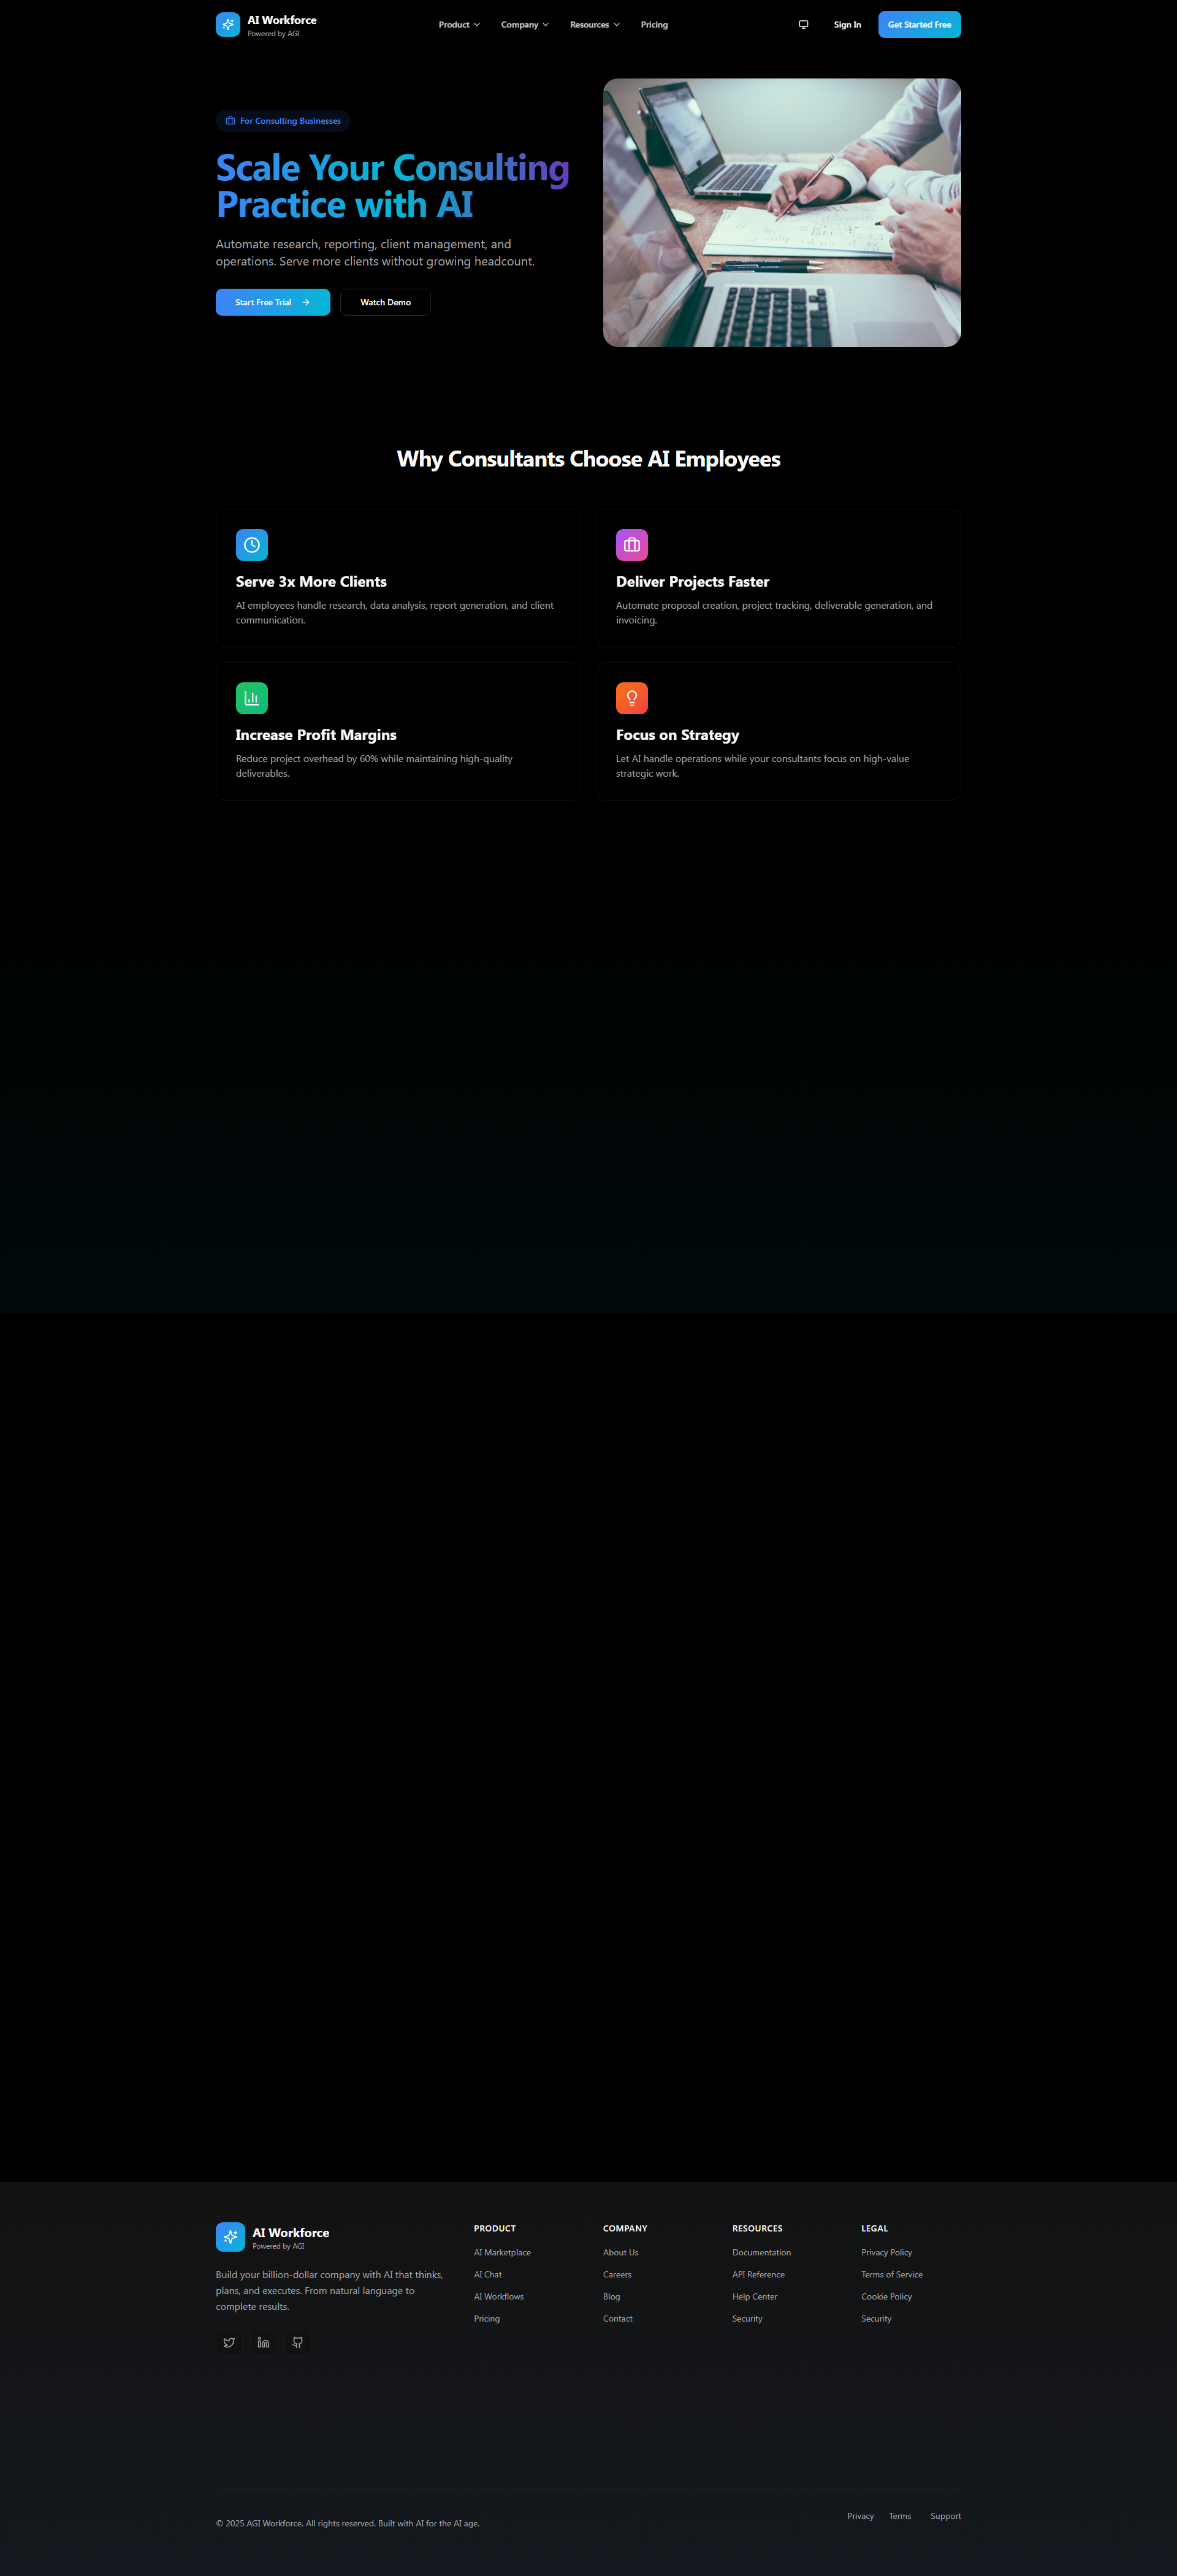 AI Workforce
Powered by AGI
Product
Company
Resources
Pricing
Sign In
Get Started Free
For Consulting Businesses
Scale Your Consulting
Practice with AI
Automate research, reporting, client management, and
operations. Serve more clients without growing headcount.
Start Free Trial
Watch Demo
Why Consultants Choose AI Employees
Serve 3x More Clients
AI employees handle research, data analysis, report generation, and client
communication.
Deliver Projects Faster
Automate proposal creation, project tracking, deliverable generation, and
invoicing.
Increase Profit Margins
Reduce project overhead by 60% while maintaining high-quality
deliverables.
Focus on Strategy
Let AI handle operations while your consultants focus on high-value
strategic work.
AI Workforce
Powered by AGI
Build your billion-dollar company with AI that thinks,
plans, and executes. From natural language to
complete results.
PRODUCT
AI Marketplace
AI Chat
AI Workflows
Pricing
COMPANY
About Us
Careers
Blog
Contact
RESOURCES
Documentation
API Reference
Help Center
Security
LEGAL
Privacy Policy
Terms of Service
Cookie Policy
Security
© 2025 AGI Workforce. All rights reserved. Built with AI for the AI age.
Privacy
Terms
Support